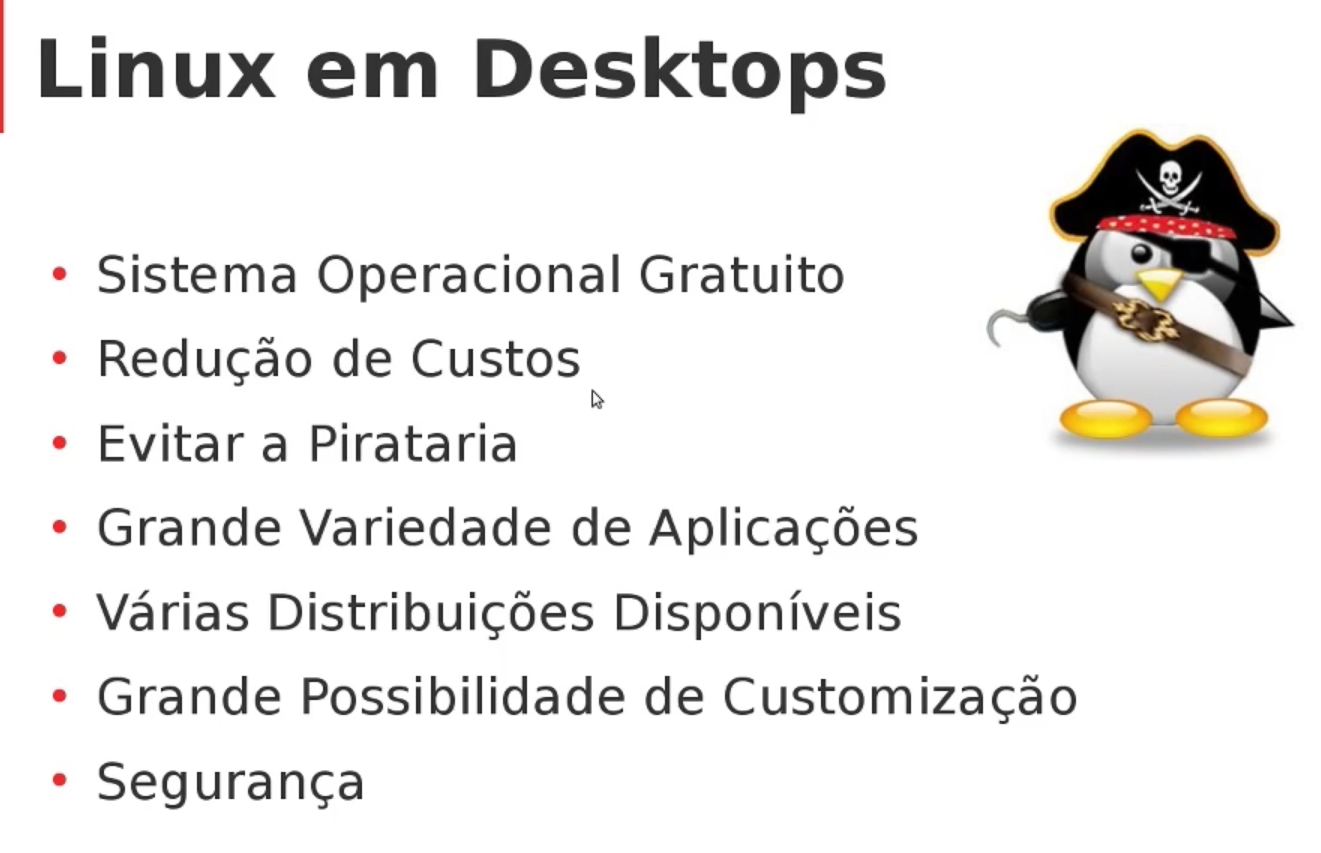 Linux em Desktops
• Sistema Operacional Gratuito
• Redução de Custos
• Evitar a Pirataria
• Grande Variedade de Aplicações
• Várias Distribuições Disponíveis
• Grande Possibilidade de Customização
• Segurança